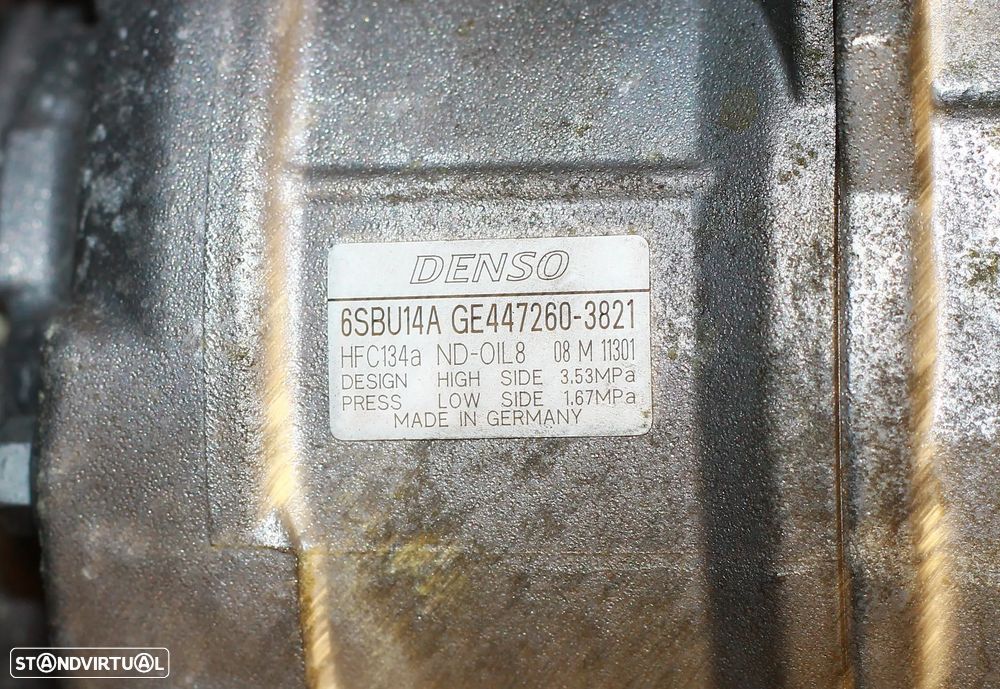 DENSO
6SBU14A GE447260-3821
HFC134a ND-OIL8 08 M 11301
DESIGN HIGH SIDE 3.53MPa
PRESS LOW SIDE 1.67MPa
MADE IN GERMANY
STANDVIRTUAL